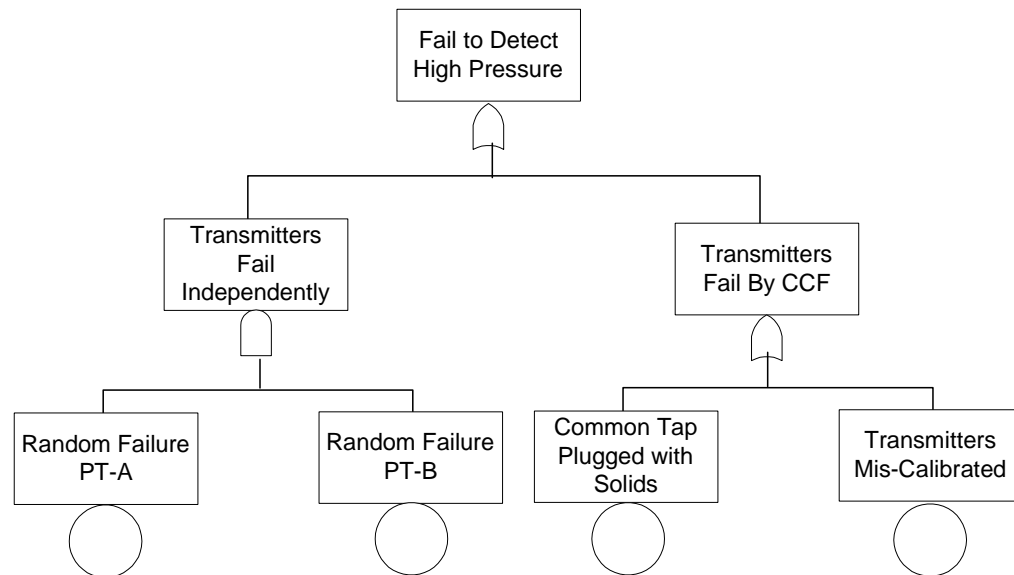 Fail to Detect
High Pressure
Transmitters
Fail
Independently
Transmitters
Fail By CCF
Random Failure
PT-A
Random Failure
PT-B
Common Tap
Plugged with
Solids
Transmitters
Mis-Calibrated